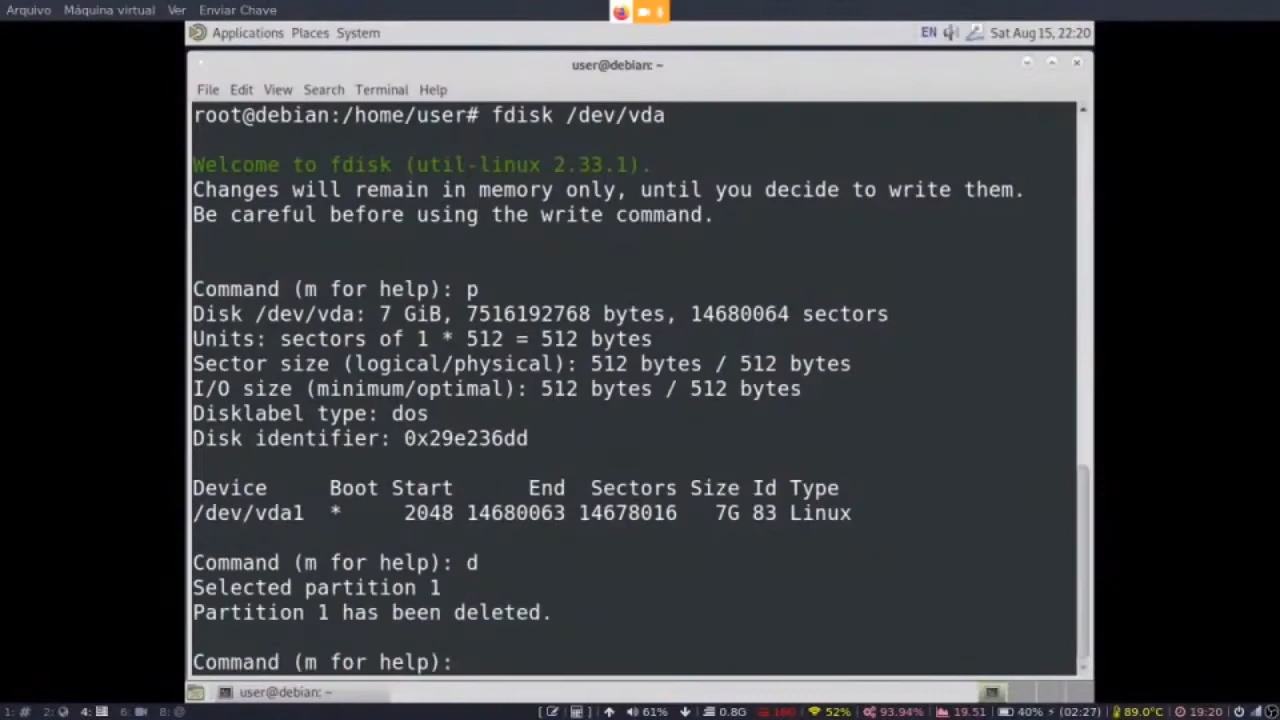 Arquivo Máquina virtual Ver Enviar Chave
Applications Places System EN Sat Aug 15, 22:20
user@debian: ~
File Edit View Search Terminal Help
root@debian:/home/user# fdisk /dev/vda
Welcome to fdisk (util-linux 2.33.1).
Changes will remain in memory only, until you decide to write them.
Be careful before using the write command.
Command (m for help): p
Disk /dev/vda: 7 GiB, 7516192768 bytes, 14680064 sectors
Units: sectors of 1 * 512 = 512 bytes
Sector size (logical/physical): 512 bytes / 512 bytes
I/O size (minimum/optimal): 512 bytes / 512 bytes
Disklabel type: dos
Disk identifier: 0x29e236dd
Device Boot Start End Sectors Size Id Type
/dev/vda1 * 2048 14680063 14678016 7G 83 Linux
Command (m for help): d
Selected partition 1
Partition 1 has been deleted.
Command (m for help):
user@debian: ~
1: 2: 4: 6: 8: 61% 0.8G 52% 93.94% 19.51 40% (02:27) 89.0°C 19:20